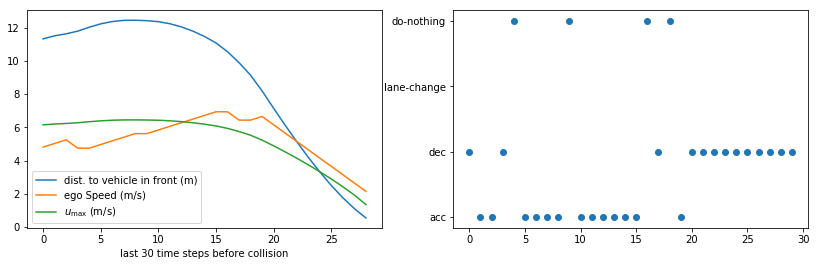 12
10
8
6
4
2
0
dist. to vehicle in front (m)
ego Speed (m/s)
u_max (m/s)
0 5 10 15 20 25
last 30 time steps before collision
do-nothing
lane-change
dec
acc
0 5 10 15 20 25 30